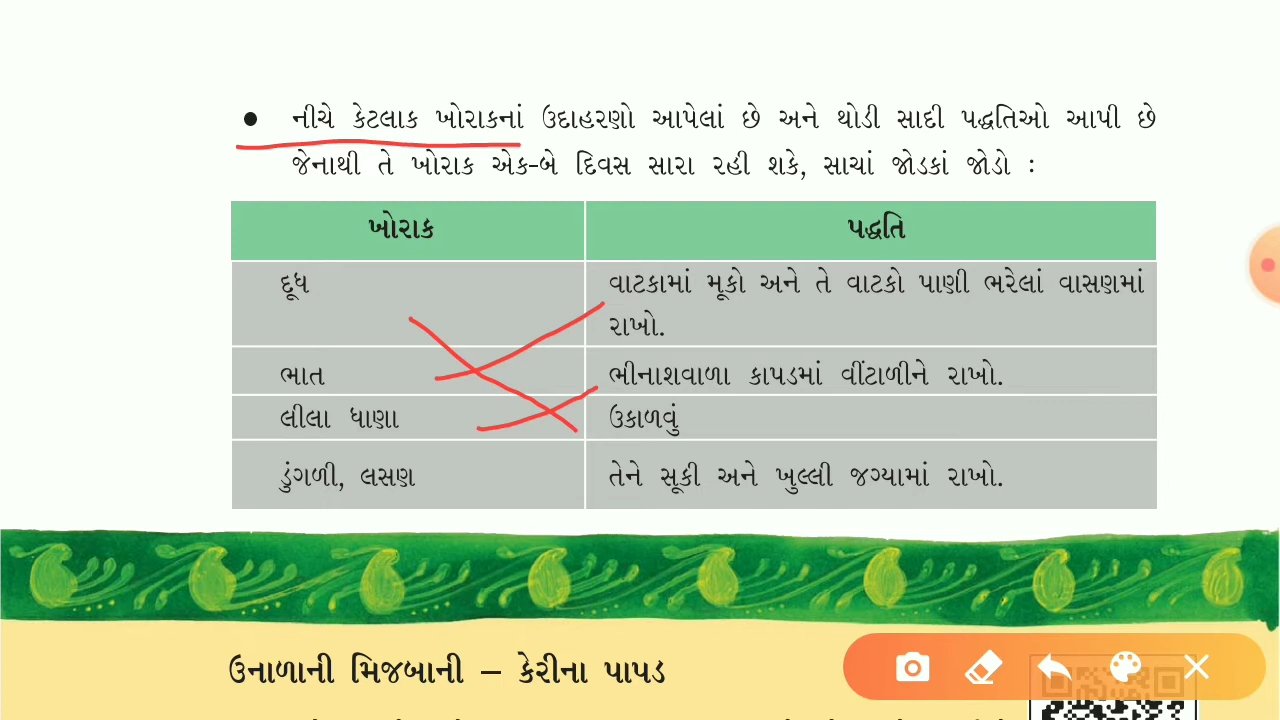 ● નીચે કેટલાક ખોરાકનાં ઉદાહરણો આપેલાં છે અને થોડી સાદી પદ્ધતિઓ આપી છે
જેનાથી તે ખોરાક એક-બે દિવસ સારા રહી શકે, સાચાં જોડકાં જોડો :
ખોરાક પદ્ધતિ
દૂધ વાટકામાં મૂકો અને તે વાટકો પાણી ભરેલાં વાસણમાં
રાખો.
ભાત ભીનાશવાળા કાપડમાં વીંટાળીને રાખો.
લીલા ધાણા ઉકાળવું
ડુંગળી, લસણ તેને સૂકી અને ખુલ્લી જગ્યામાં રાખો.
ઉનાળાની મિજબાની – કેરીના પાપડ